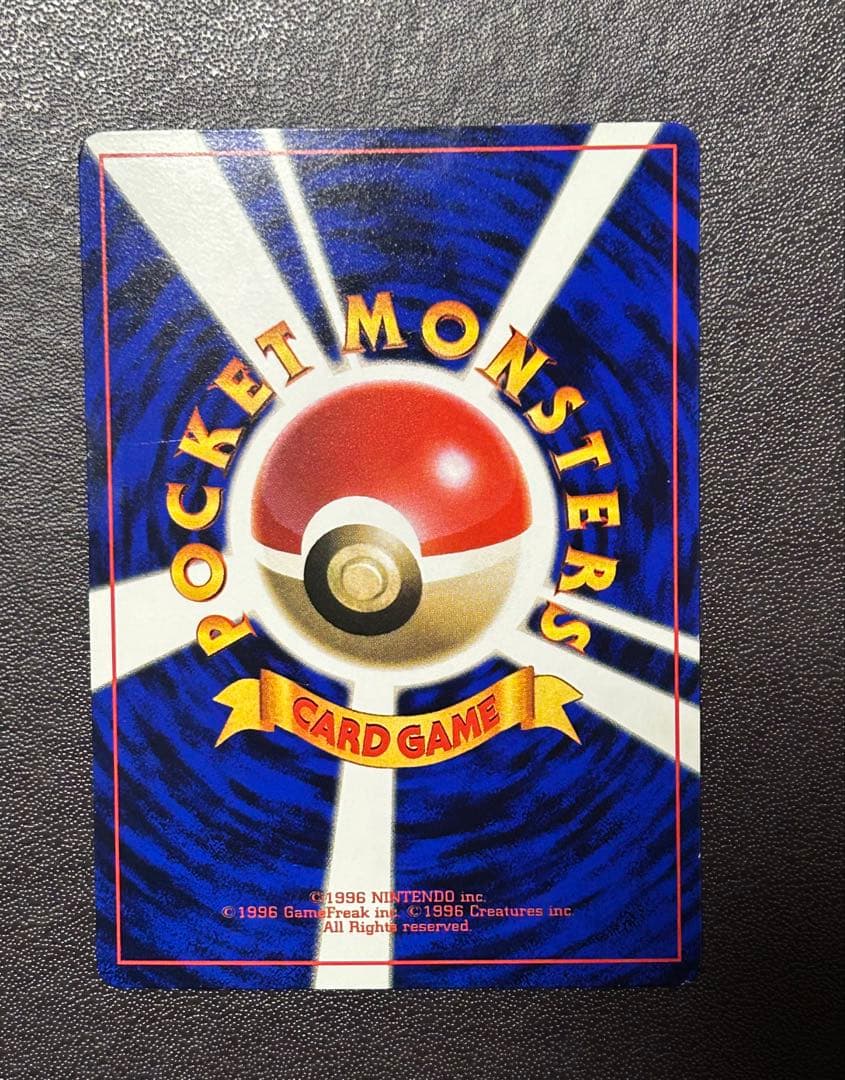 POCKET MONSTERS
CARD GAME
©1996 NINTENDO inc.
©1996 GameFreak inc. ©1996 Creatures inc.
All Rights reserved.